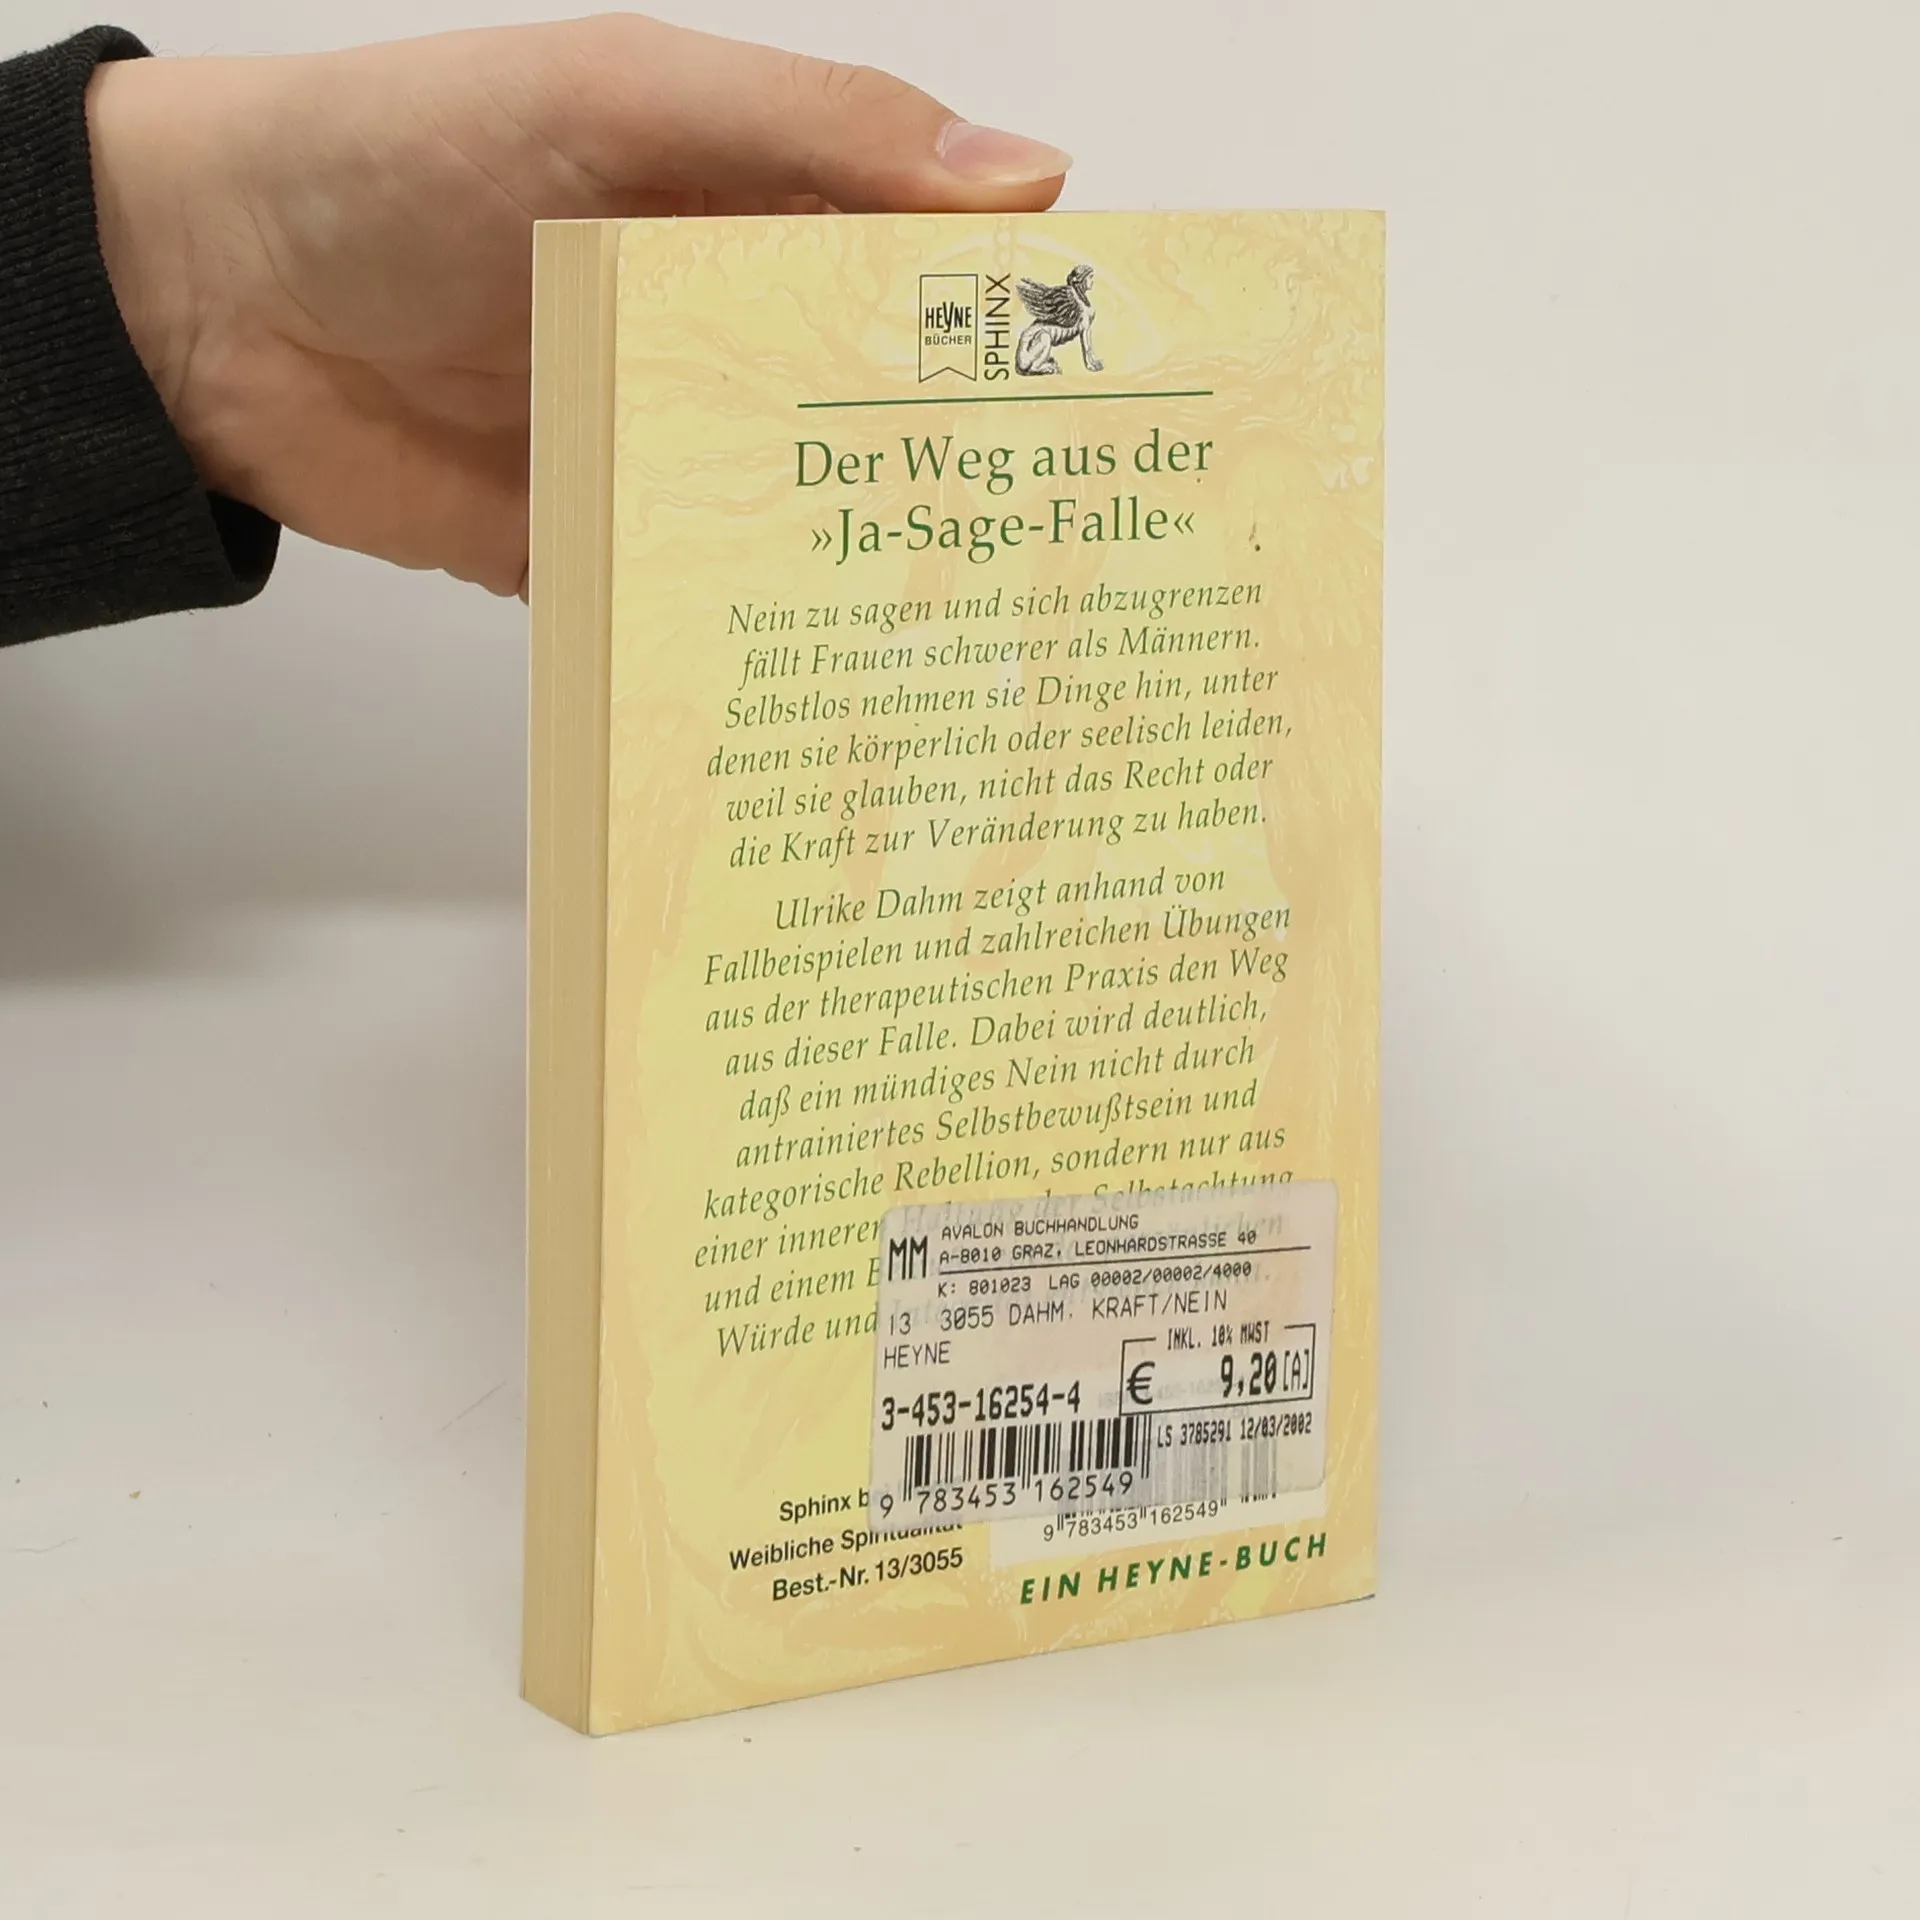 HEYNE
BÜCHER
SPHINX
Der Weg aus der
»Ja-Sage-Falle«
Nein zu sagen und sich abzugrenzen
fällt Frauen schwerer als Männern.
Selbstlos nehmen sie Dinge hin, unter
denen sie körperlich oder seelisch leiden,
weil sie glauben, nicht das Recht oder
die Kraft zur Veränderung zu haben.
Ulrike Dahm zeigt anhand von
Fallbeispielen und zahlreichen Übungen
aus der therapeutischen Praxis den Weg
aus dieser Falle. Dabei wird deutlich,
daß ein mündiges Nein nicht durch
antrainiertes Selbstbewußtsein und
kategorische Rebellion, sondern nur aus
einer inneren Haltung der Selbstachtung
und einem
Würde und
MM
AVALON BUCHHANDLUNG
A-8010 GRAZ, LEONHARDSTRASSE 40
K: 801023 LAG 00002/00002/4000
13 3055 DAHM. KRAFT/NEIN
HEYNE
INKL. 10% MWST
€ 9,20[A]
3-453-16254-4
LS 3785291 12/03/2002
9 783453 162549
9 783453 162549
Sphinx
Weibliche Spiritualität
Best.-Nr. 13/3055
EIN HEYNE-BUCH